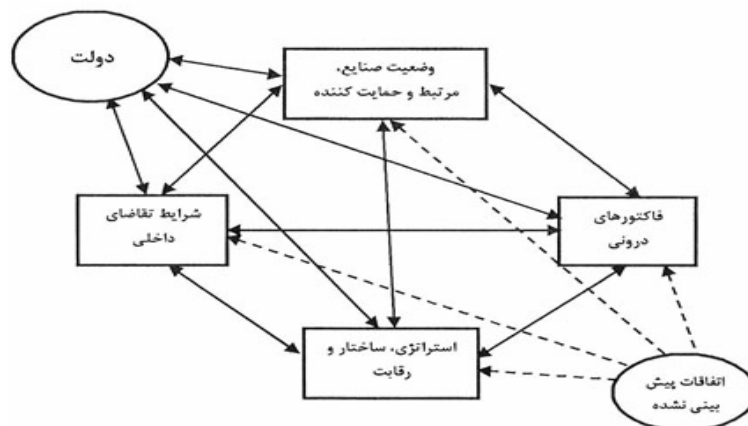 دولت
وضعیت صنایع،
مرتبط و حمایت کننده
شرایط تقاضای
داخلی
فاکتورهای
درونی
استراتژی، ساختار و
رقابت
اتفاقات پیش
بینی نشده